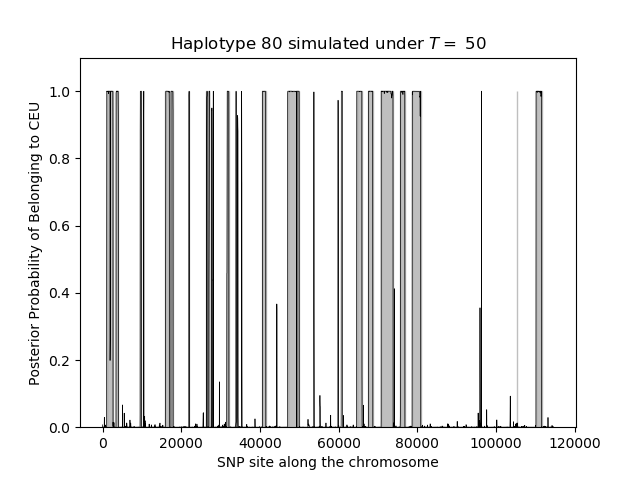 Haplotype 80 simulated under T = 50
Posterior Probability of Belonging to CEU
1.0
0.8
0.6
0.4
0.2
0.0
0 20000 40000 60000 80000 100000 120000
SNP site along the chromosome